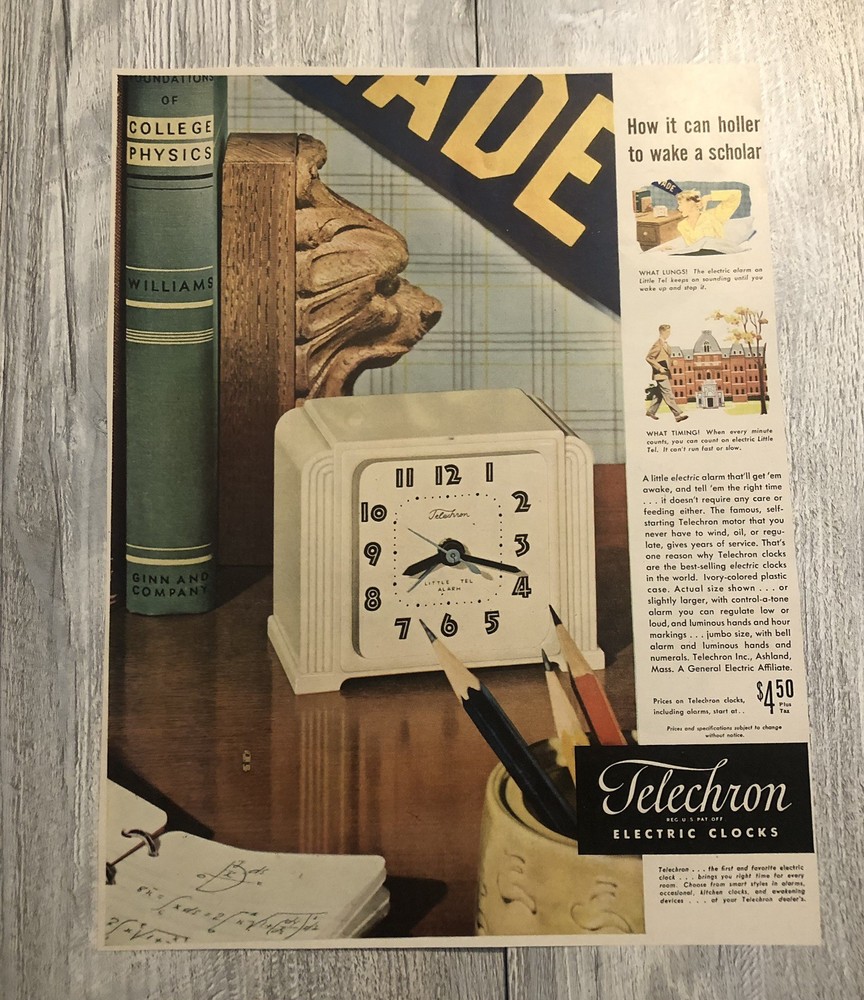 FOUNDATIONS
OF
COLLEGE
PHYSICS
WILLIAMS
GINN AND
COMPANY
ADE
11 12 1
10 2
9 3
8 4
7 6 5
Telechron
LITTLE TEL
ALARM
How it can holler
to wake a scholar
WADE
WHAT LUNGS! The electric alarm on
Little Tel keeps on sounding until you
wake up and stop it.
WHAT TIMING! When every minute
counts, you can count on electric Little
Tel. It can't run fast or slow.
A little electric alarm that'll get 'em
awake, and tell 'em the right time
. . . it doesn't require any care or
feeding either. The famous, self-
starting Telechron motor that you
never have to wind, oil, or regu-
late, gives years of service. That's
one reason why Telechron clocks
are the best-selling electric clocks
in the world. Ivory-colored plastic
case. Actual size shown . . . or
slightly larger, with control-a-tone
alarm you can regulate low or
loud, and luminous hands and hour
markings . . . jumbo size, with bell
alarm and luminous hands and
numerals. Telechron Inc., Ashland,
Mass. A General Electric Affiliate.
Prices on Telechron clocks,
including alarms, start at . .
$4.50
Plus
Tax
Prices and specifications subject to change
without notice.
Telechron
REG. U.S. PAT. OFF.
ELECTRIC CLOCKS
Telechron . . . the first and favorite electric
clock . . . brings you right time for every
room. Choose from smart styles in alarms,
occasional, kitchen clocks, and awakening
devices . . . at your Telechron dealer's.